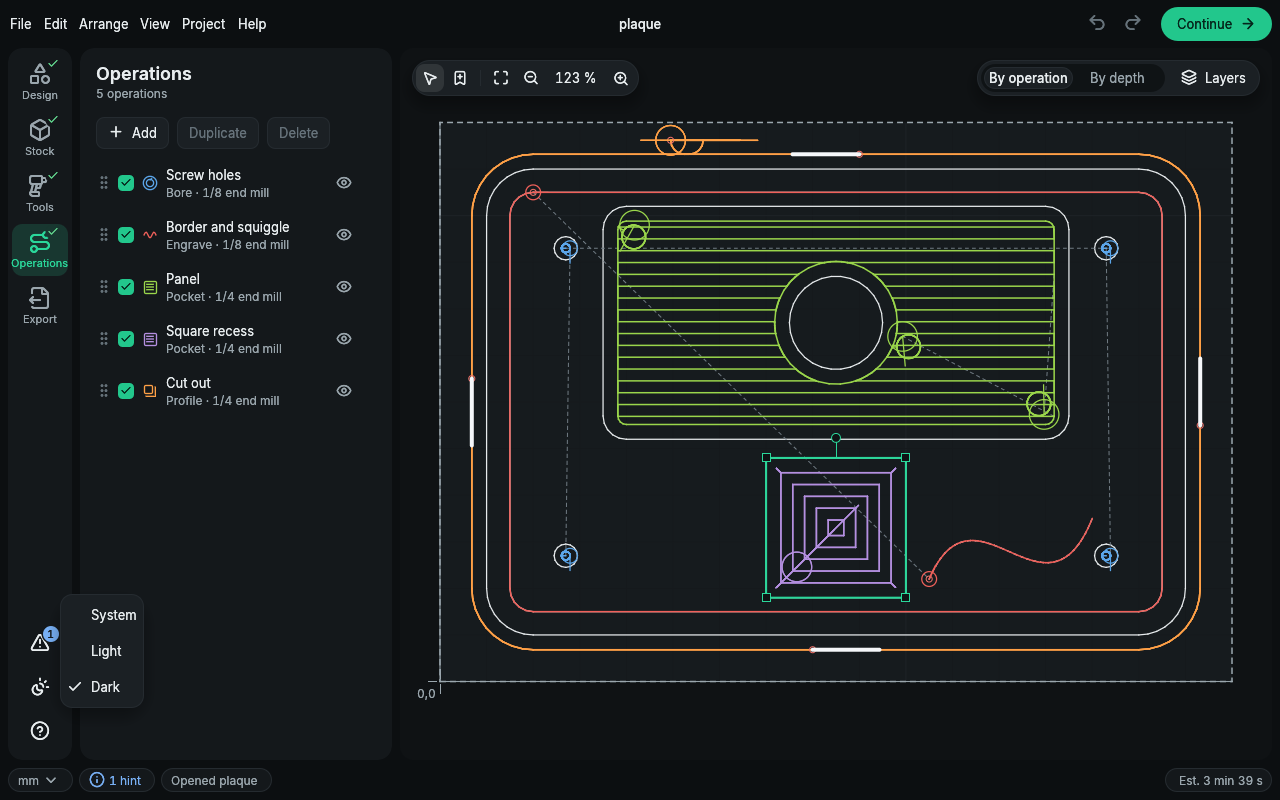 File Edit Arrange View Project Help
plaque
Continue
Design
Stock
Tools
Operations
Export
Operations
5 operations
Add Duplicate Delete
Screw holes
Bore · 1/8 end mill
Border and squiggle
Engrave · 1/8 end mill
Panel
Pocket · 1/4 end mill
Square recess
Pocket · 1/4 end mill
Cut out
Profile · 1/4 end mill
123 %
By operation By depth Layers
0,0
1
System
Light
Dark
mm
1 hint
Opened plaque
Est. 3 min 39 s